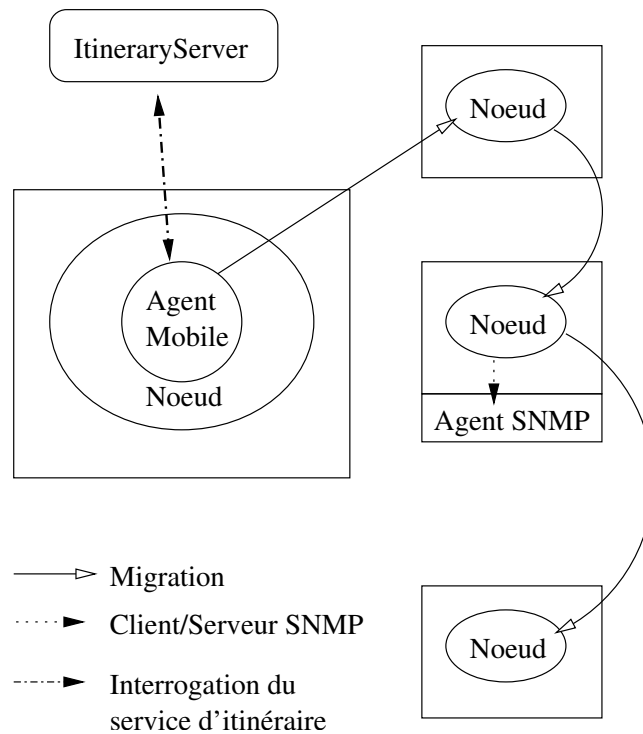 ItineraryServer
Noeud
Agent
Mobile
Noeud
Noeud
Agent SNMP
Noeud
Migration
Client/Serveur SNMP
Interrogation du
service d'itinéraire